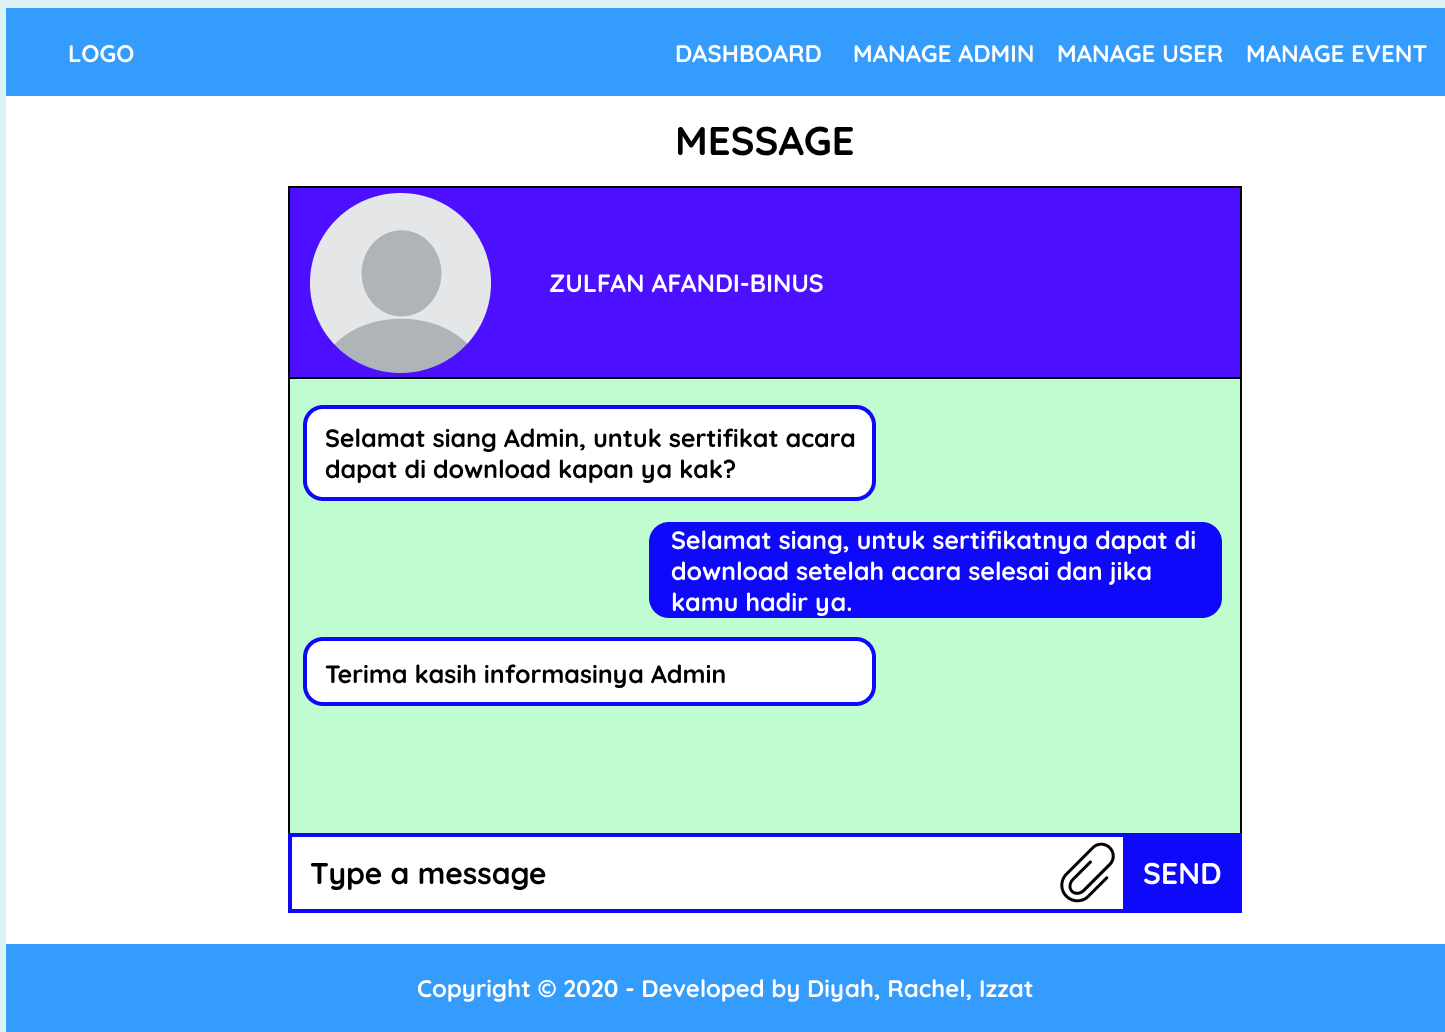 LOGO DASHBOARD MANAGE ADMIN MANAGE USER MANAGE EVENT
MESSAGE
ZULFAN AFANDI-BINUS
Selamat siang Admin, untuk sertifikat acara
dapat di download kapan ya kak?
Selamat siang, untuk sertifikatnya dapat di
download setelah acara selesai dan jika
kamu hadir ya.
Terima kasih informasinya Admin
Type a message SEND
Copyright © 2020 - Developed by Diyah, Rachel, Izzat